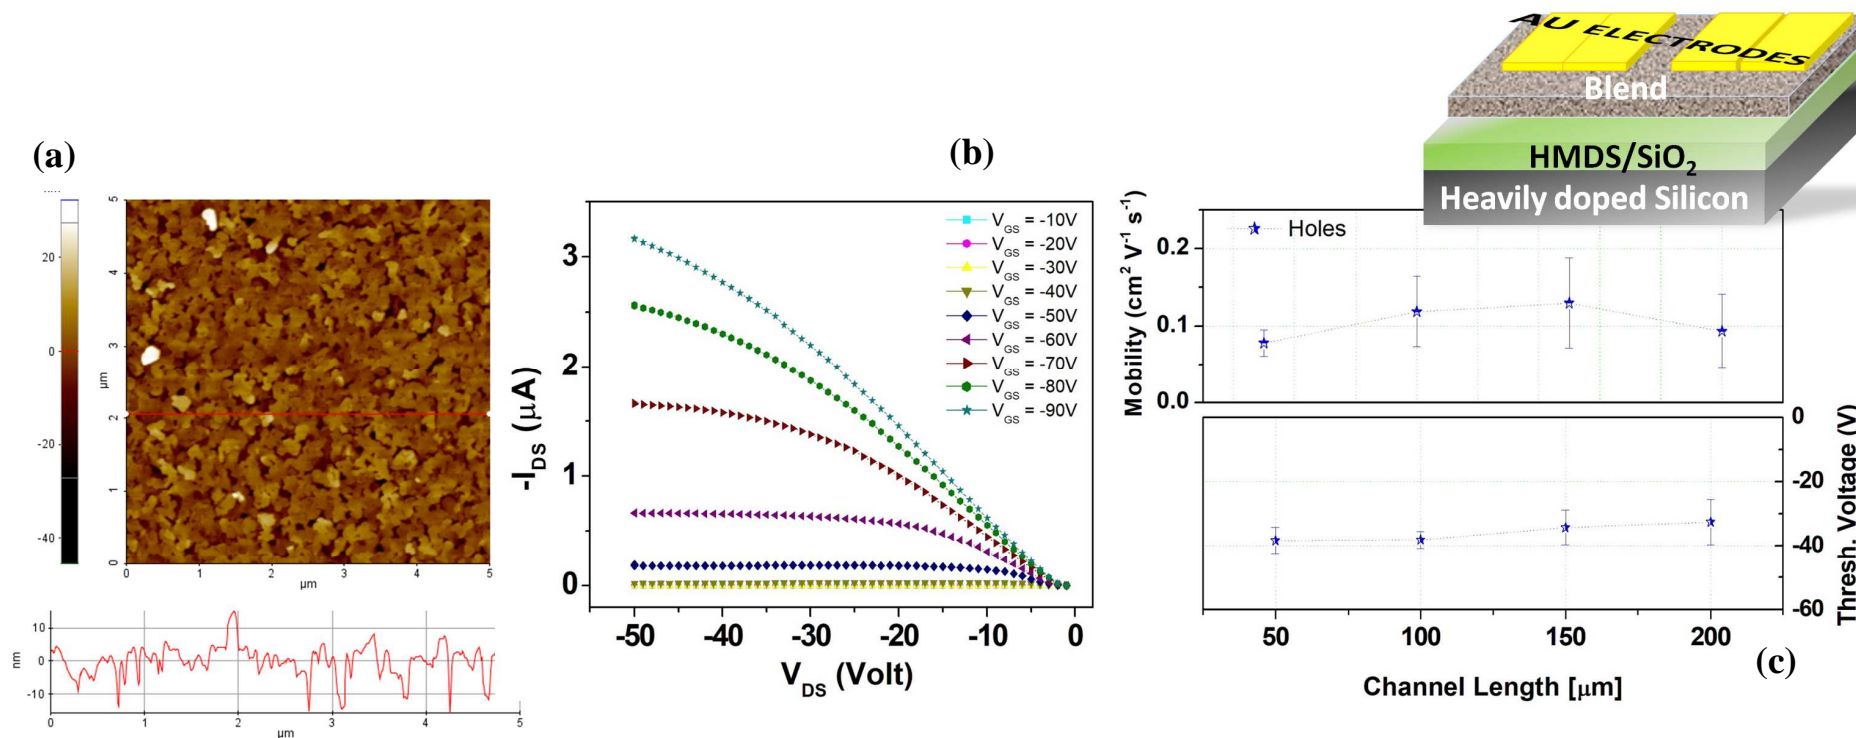 AU ELECTRODES
Blend
HMDS/SiO2
Heavily doped Silicon
(a)
20
0
-20
-40
5
4
3
2
1
0
µm
0 1 2 3 4 5
µm
10
0
-10
nm
0 1 2 3 4 5
µm
(b)
-IDS (µA)
3
2
1
0
VGS = -10V
VGS = -20V
VGS = -30V
VGS = -40V
VGS = -50V
VGS = -60V
VGS = -70V
VGS = -80V
VGS = -90V
-50 -40 -30 -20 -10 0
VDS (Volt)
Mobility (cm2 V-1 s-1)
0.2
0.1
0.0
Holes
0
-20
-40
-60
Thresh. Voltage (V)
50 100 150 200
Channel Length [µm]
(c)